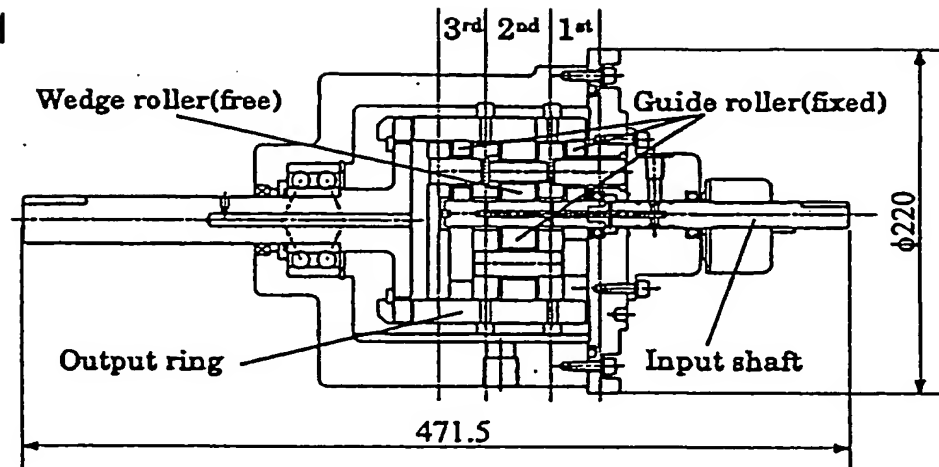 3rd 2nd 1st
Wedge roller(free)
Guide roller(fixed)
φ220
Output ring
Input shaft
471.5